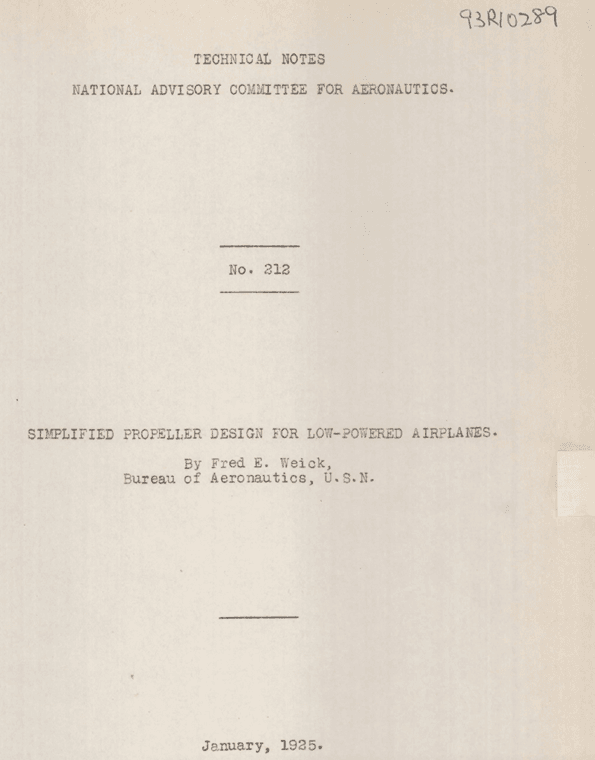 93R10289
TECHNICAL NOTES
NATIONAL ADVISORY COMMITTEE FOR AERONAUTICS.
No. 212
SIMPLIFIED PROPELLER DESIGN FOR LOW-POWERED AIRPLANES.
By Fred E. Weick,
Bureau of Aeronautics, U.S.N.
January, 1925.